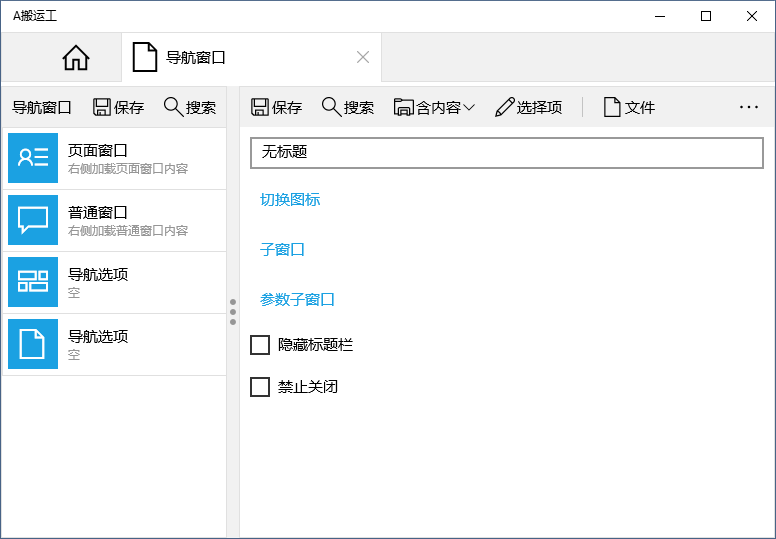 A搬运工
导航窗口
导航窗口 保存 搜索
保存 搜索 含内容 选择项 文件 ···
页面窗口
右侧加载页面窗口内容
普通窗口
右侧加载普通窗口内容
导航选项
空
导航选项
空
无标题
切换图标
子窗口
参数子窗口
隐藏标题栏
禁止关闭